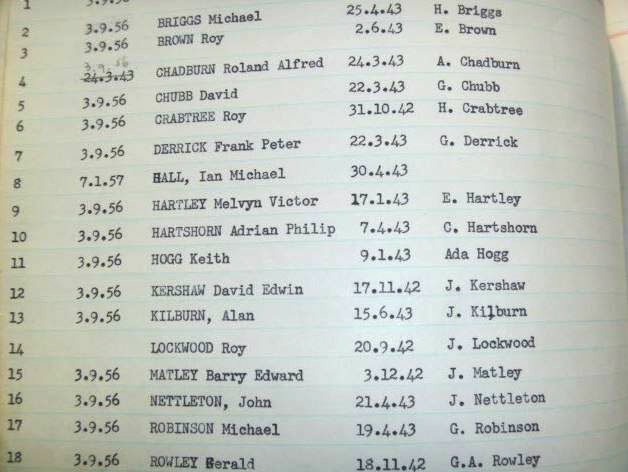 1 3.9.56
2 3.9.56 BRIGGS Michael 25.4.43 H. Briggs
3 3.9.56 BROWN Roy 2.6.43 E. Brown
3.9.56
4 24.3.43 CHADBURN Roland Alfred 24.3.43 A. Chadburn
5 3.9.56 CHUBB David 22.3.43 G. Chubb
6 3.9.56 CRABTREE Roy 31.10.42 H. Crabtree
7 3.9.56 DERRICK Frank Peter 22.3.43 G. Derrick
8 7.1.57 HALL, Ian Michael 30.4.43
9 3.9.56 HARTLEY Melvyn Victor 17.1.43 E. Hartley
10 3.9.56 HARTSHORN Adrian Philip 7.4.43 C. Hartshorn
11 3.9.56 HOGG Keith 9.1.43 Ada Hogg
12 3.9.56 KERSHAW David Edwin 17.11.42 J. Kershaw
13 3.9.56 KILBURN, Alan 15.6.43 J. Kilburn
14 LOCKWOOD Roy 20.9.42 J. Lockwood
15 3.9.56 MATLEY Barry Edward 3.12.42 J. Matley
16 3.9.56 NETTLETON, John 21.4.43 J. Nettleton
17 3.9.56 ROBINSON Michael 19.4.43 G. Robinson
18 3.9.56 ROWLEY Gerald 18.11.42 G.A. Rowley